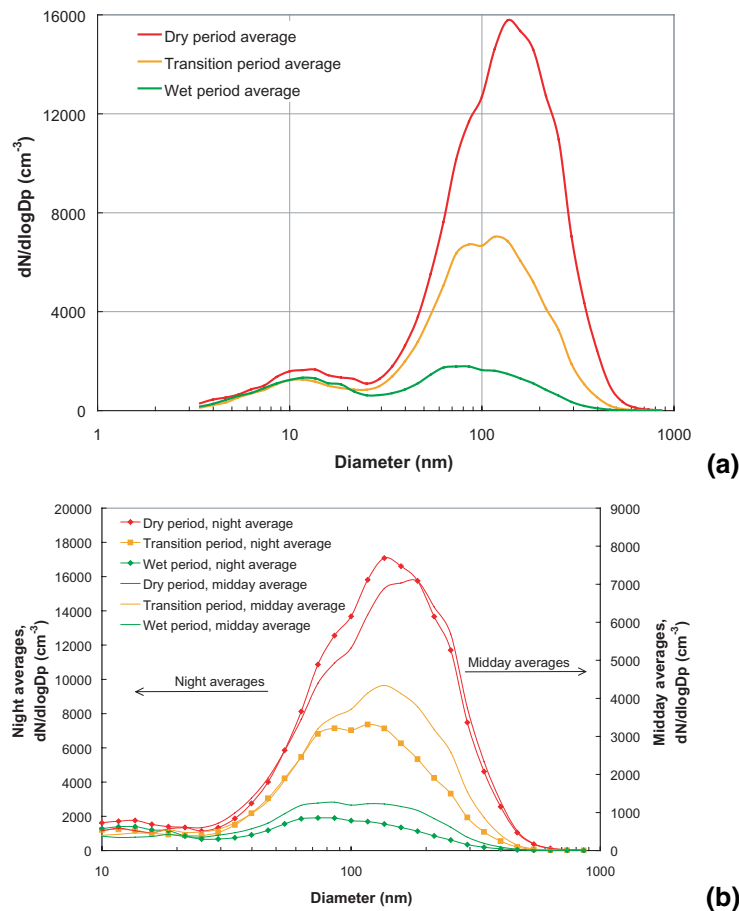 16000
12000
8000
4000
0
dN/dlogDp (cm⁻³)
Dry period average
Transition period average
Wet period average
1
10
100
1000
Diameter (nm)
(a)
20000
18000
16000
14000
12000
10000
8000
6000
4000
2000
0
Night averages,
dN/dlogDp (cm⁻³)
Dry period, night average
Transition period, night average
Wet period, night average
Dry period, midday average
Transition period, midday average
Wet period, midday average
Night averages
Midday averages
9000
8000
7000
6000
5000
4000
3000
2000
1000
0
Midday averages,
dN/dlogDp (cm⁻³)
10
100
1000
Diameter (nm)
(b)